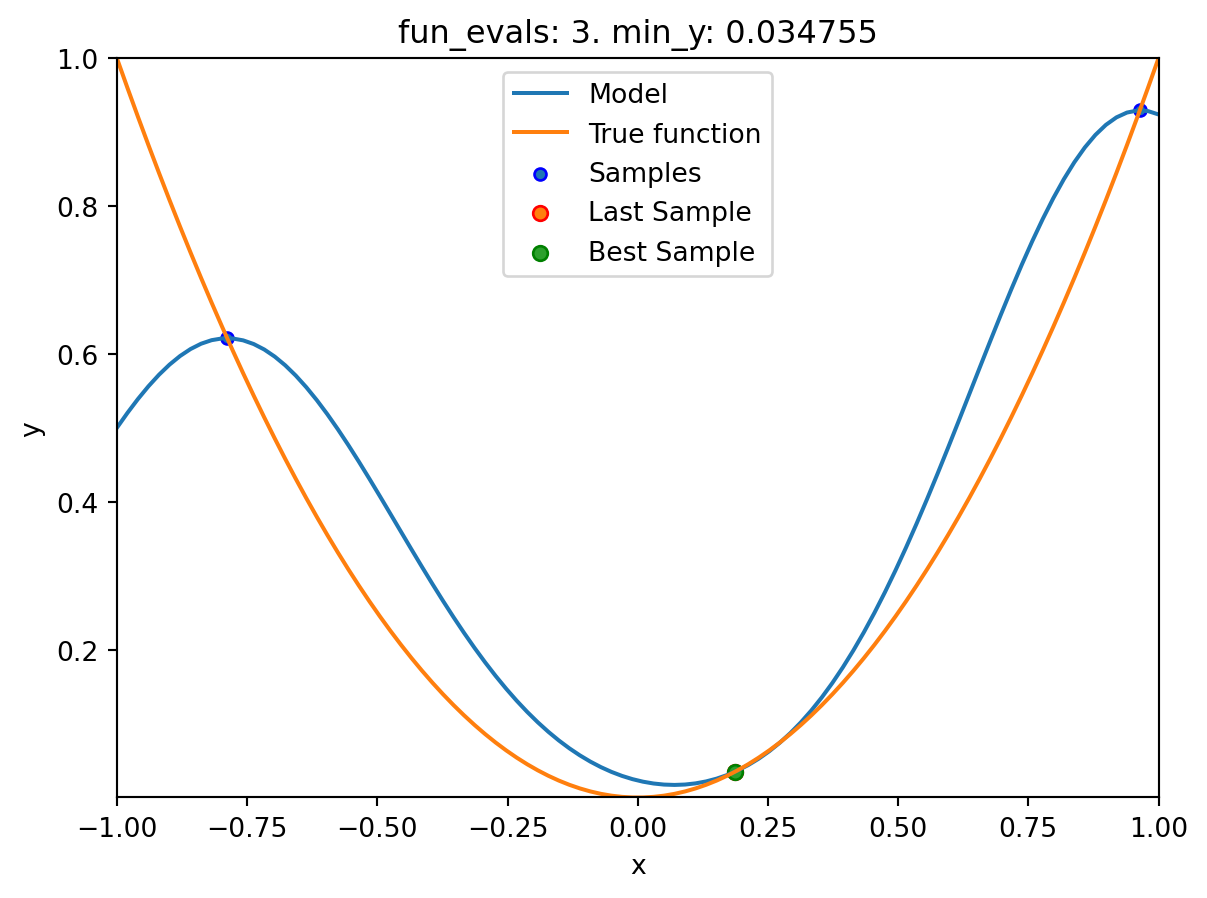 fun_evals: 3. min_y: 0.034755
1.0
0.8
0.6
0.4
0.2
y
Model
True function
Samples
Last Sample
Best Sample
−1.00 −0.75 −0.50 −0.25 0.00 0.25 0.50 0.75 1.00
x